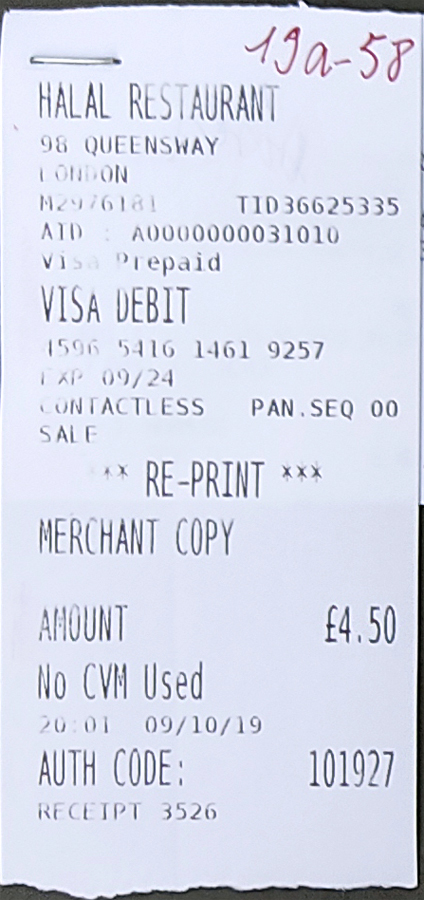 19a-58
HALAL RESTAURANT
98 QUEENSWAY
LONDON
M2976181 TID36625335
AID : A0000000031010
Visa Prepaid
VISA DEBIT
4596 5416 1461 9257
EXP 09/24
CONTACTLESS PAN.SEQ 00
SALE
** RE-PRINT ***
MERCHANT COPY
AMOUNT £4.50
No CVM Used
20:01 09/10/19
AUTH CODE: 101927
RECEIPT 3526